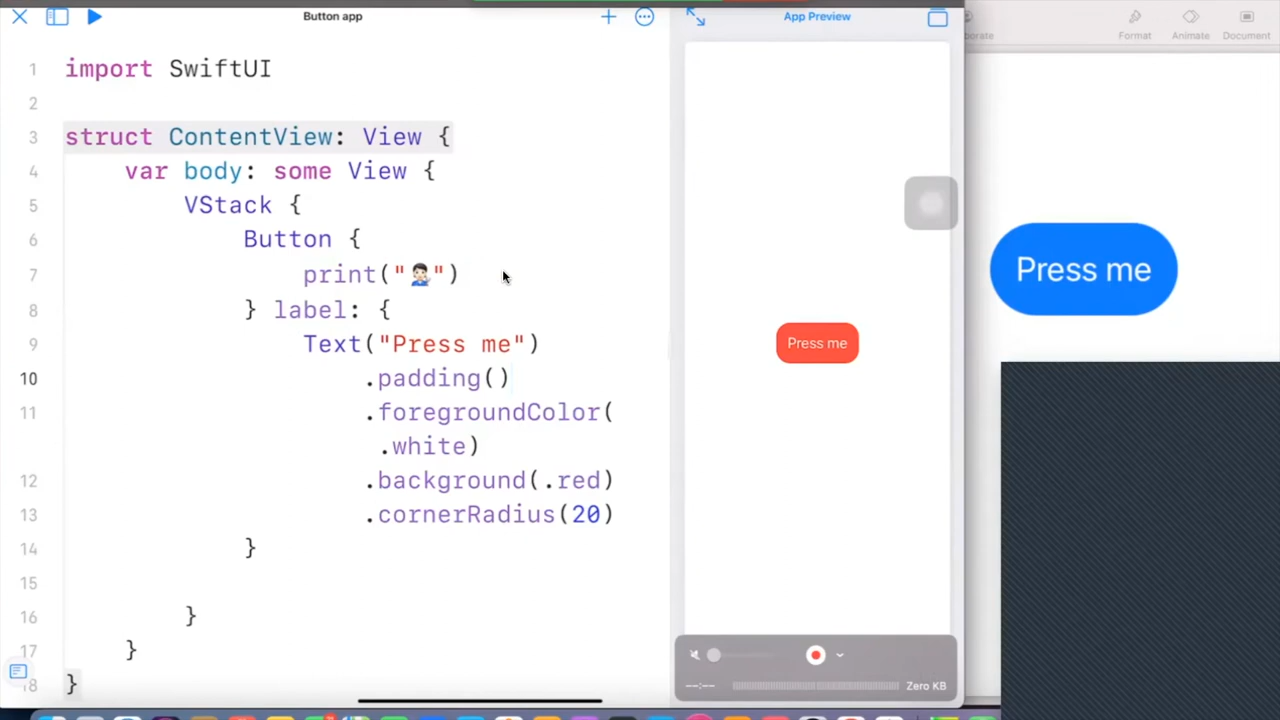 Button app
App Preview
Format
Animate
Document
1 import SwiftUI
2
3 struct ContentView: View {
4 var body: some View {
5 VStack {
6 Button {
7 print("🙍🏻‍♂️")
8 } label: {
9 Text("Press me")
10 .padding()
11 .foregroundColor(
.white)
12 .background(.red)
13 .cornerRadius(20)
14 }
15
16 }
17 }
18 }
Press me
Press me
--:--
Zero KB